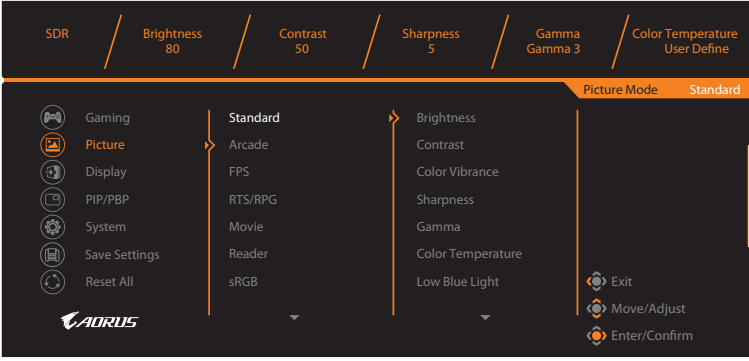 SDR
Brightness
80
Contrast
50
Sharpness
5
Gamma
Gamma 3
Color Temperature
User Define
Picture Mode Standard
Gaming
Picture
Display
PIP/PBP
System
Save Settings
Reset All
Standard
Arcade
FPS
RTS/RPG
Movie
Reader
sRGB
Brightness
Contrast
Color Vibrance
Sharpness
Gamma
Color Temperature
Low Blue Light
Exit
Move/Adjust
Enter/Confirm
AORUS